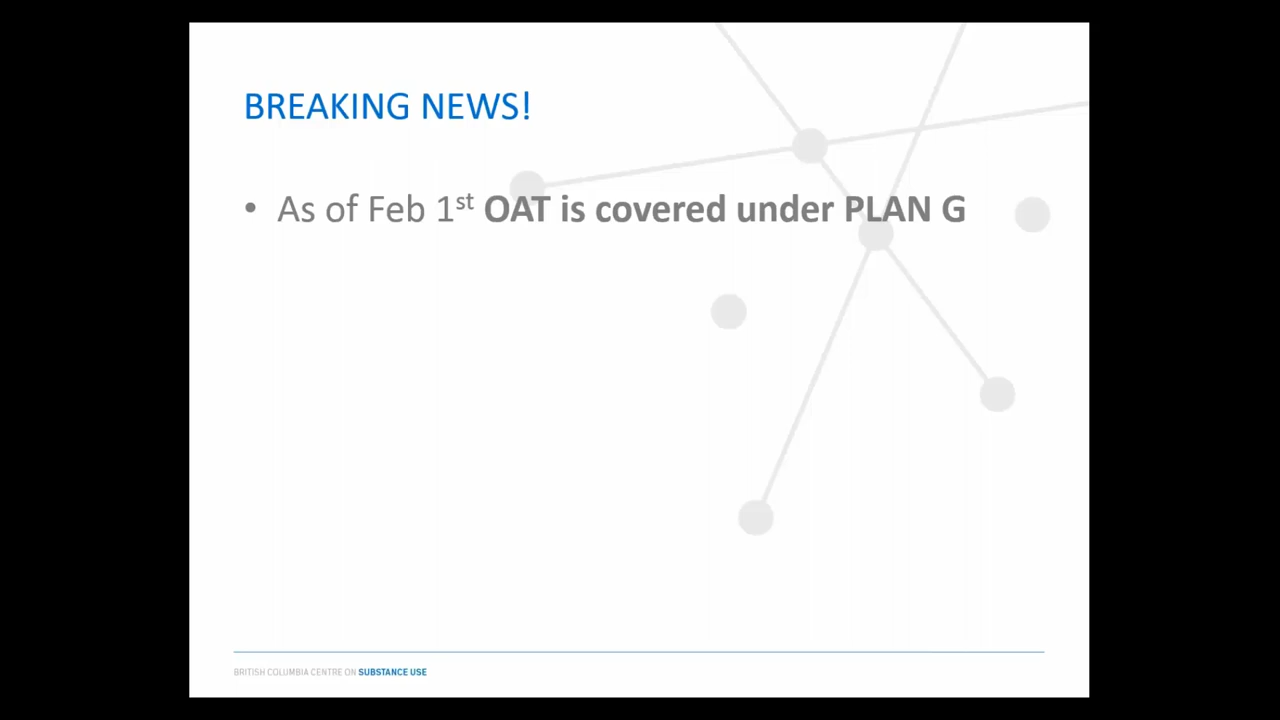 BREAKING NEWS!
• As of Feb 1st OAT is covered under PLAN G
BRITISH COLUMBIA CENTRE ON SUBSTANCE USE